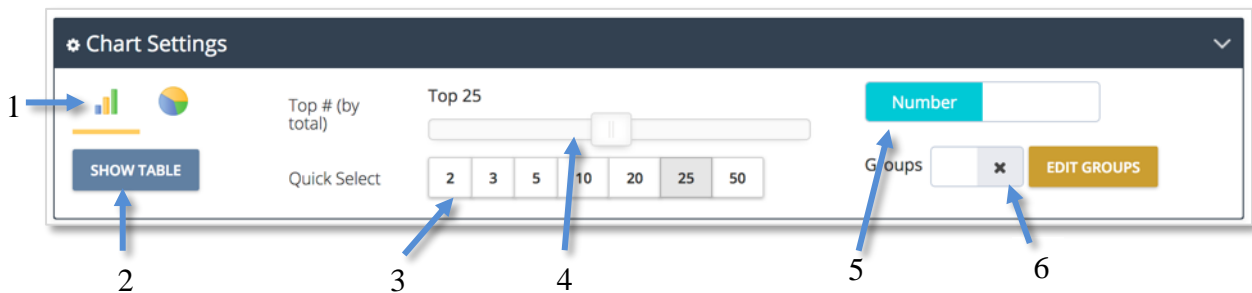 Chart Settings
1
Top # (by
total)
Top 25
Number
SHOW TABLE
Quick Select
2 3 5 10 20 25 50
Groups
EDIT GROUPS
2 3 4 5 6